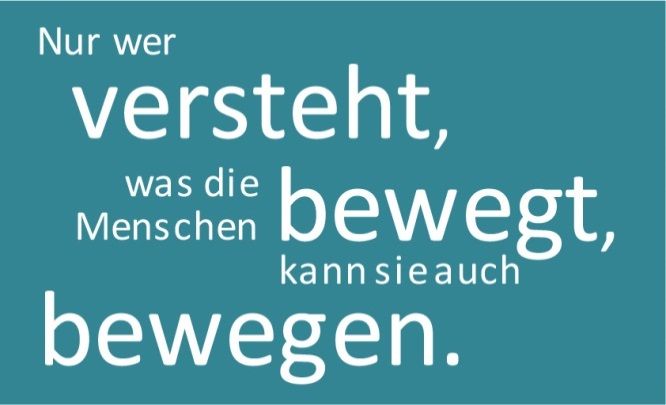 Nur wer
versteht,
was die
Menschen
bewegt,
kann sie auch
bewegen.